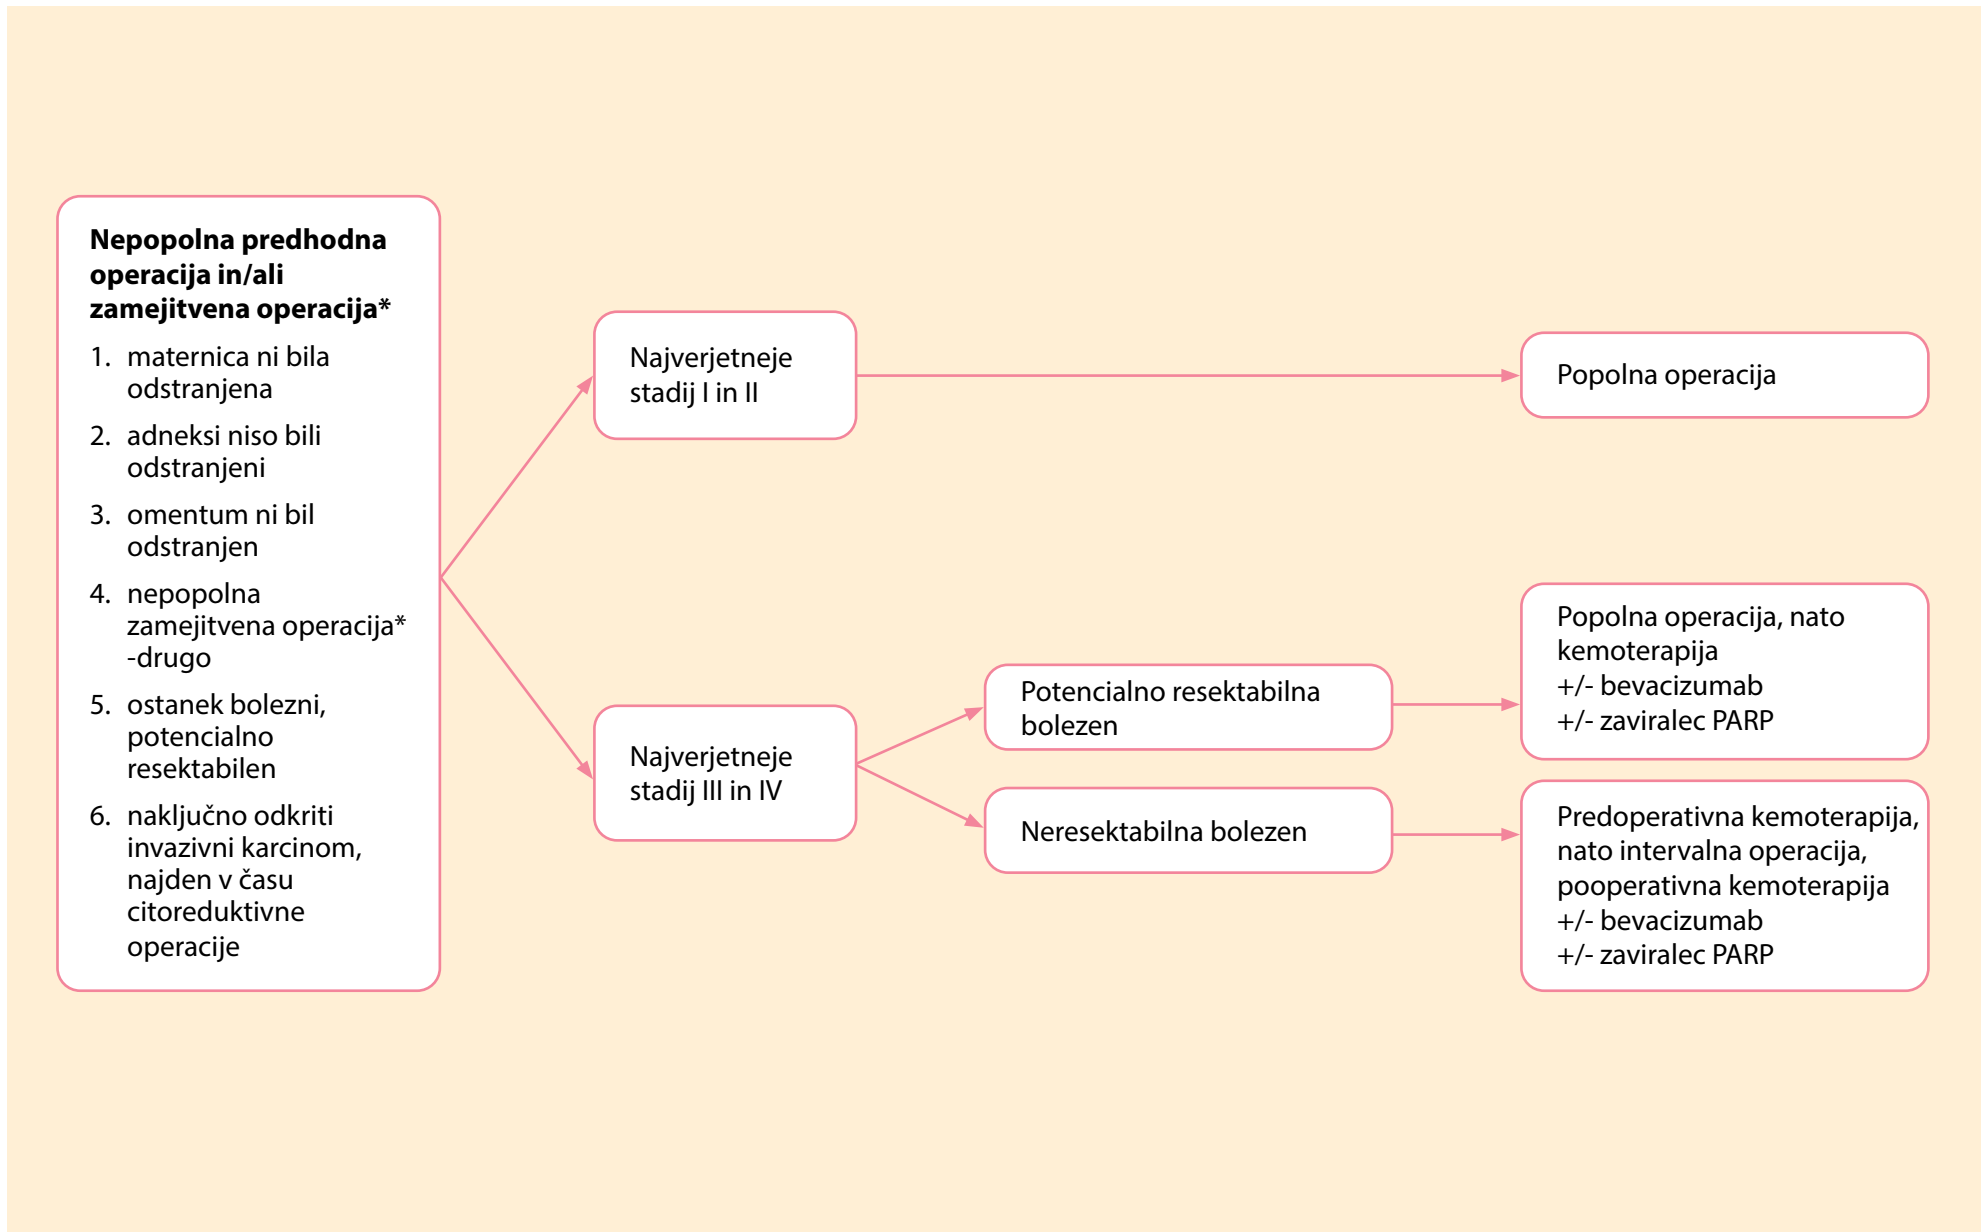 Nepopolna predhodna
operacija in/ali
zamejitvena operacija*
1. maternica ni bila
odstranjena
2. adneksi niso bili
odstranjeni
3. omentum ni bil
odstranjen
4. nepopolna
zamejitvena operacija*
-drugo
5. ostanek bolezni,
potencialno
resektabilen
6. naključno odkriti
invazivni karcinom,
najden v času
citoreduktivne
operacije
Najverjetneje
stadij I in II
Popolna operacija
Najverjetneje
stadij III in IV
Potencialno resektabilna
bolezen
Popolna operacija, nato
kemoterapija
+/- bevacizumab
+/- zaviralec PARP
Neresektabilna bolezen
Predoperativna kemoterapija,
nato intervalna operacija,
pooperativna kemoterapija
+/- bevacizumab
+/- zaviralec PARP